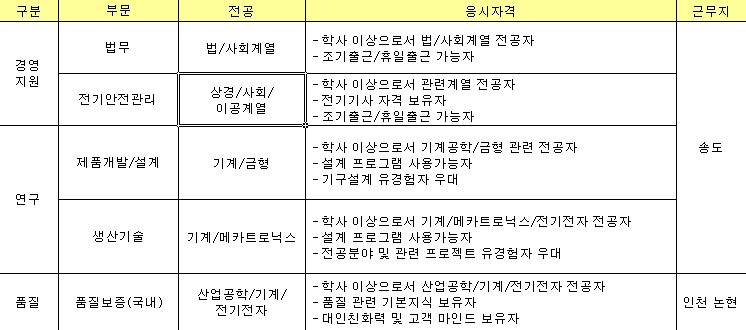 구분 부문 전공 응시자격 근무지
경영
지원
법무 법/사회계열
- 학사 이상으로서 법/사회계열 전공자
- 조기출근/휴일출근 가능자
전기안전관리
상경/사회/
이공계열
- 학사 이상으로서 관련계열 전공자
- 전기기사 자격 보유자
- 조기출근/휴일출근 가능자
연구
제품개발/설계 기계/금형
- 학사 이상으로서 기계공학/금형 관련 전공자
- 설계 프로그램 사용가능자
- 기구설계 유경험자 우대
송도
생산기술 기계/메카트로닉스
- 학사 이상으로서 기계/메카트로닉스/전기전자 전공자
- 설계 프로그램 사용가능자
- 전공분야 및 관련 프로젝트 유경험자 우대
품질 품질보증(국내)
산업공학/기계/
전기전자
- 학사 이상으로서 산업공학/기계/전기전자 전공자
- 품질 관련 기본지식 보유자
- 대인친화력 및 고객 마인드 보유자
인천 논현